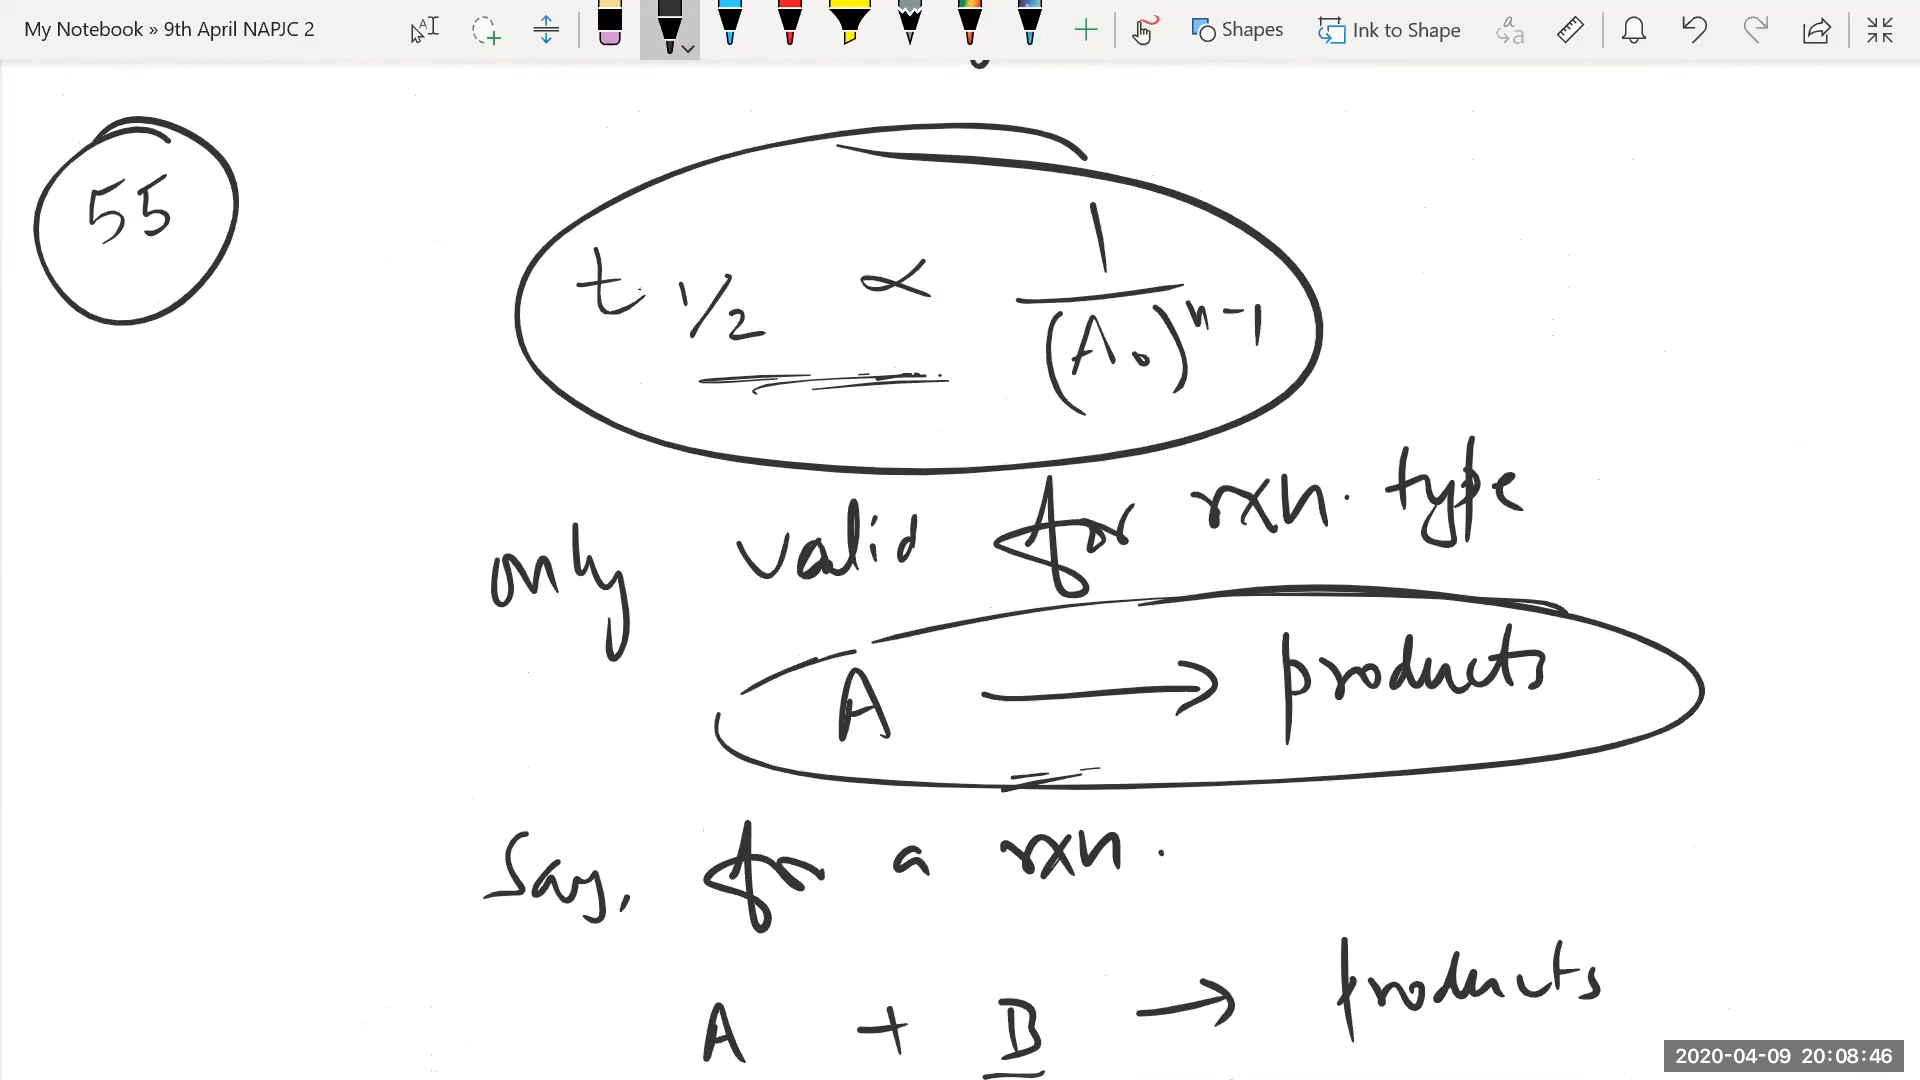 My Notebook » 9th April NAPJC 2
Shapes
Ink to Shape
55
t 1/2 ∝ 1/(A₀)ⁿ⁻¹
only valid for rxn. type
A → products
Say, for a rxn.
A + B → products
2020-04-09 20:08:46